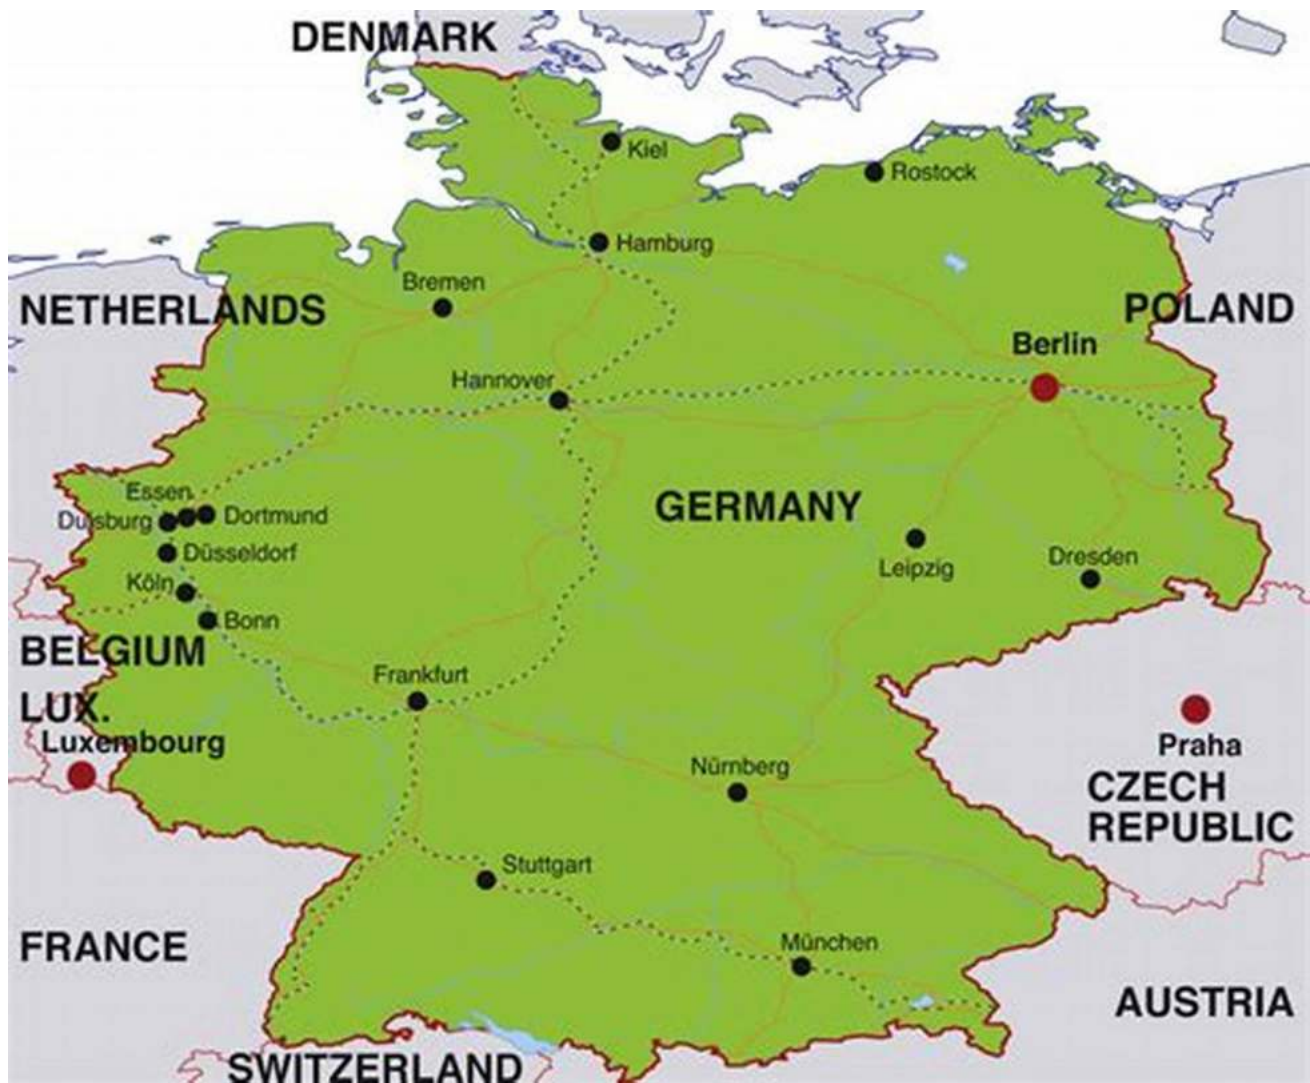 DENMARK
Kiel
Rostock
Hamburg
Bremen
NETHERLANDS
POLAND
Berlin
Hannover
Essen
GERMANY
Duisburg
Dortmund
Düsseldorf
Leipzig
Dresden
Köln
Bonn
BELGIUM
Frankfurt
LUX.
Luxembourg
Praha
Nürnberg
CZECH
REPUBLIC
Stuttgart
FRANCE
München
AUSTRIA
SWITZERLAND